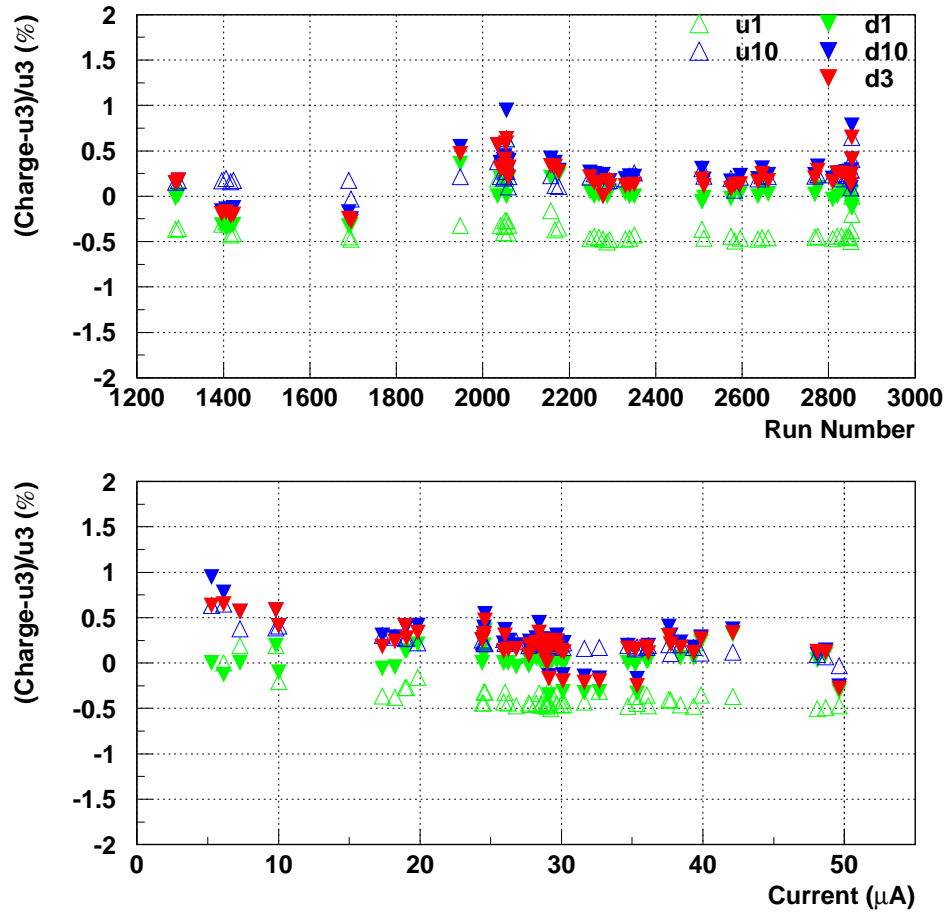 (Charge-u3)/u3 (%)
2
1.5
1
0.5
0
-0.5
-1
-1.5
-2
u1
d1
u10
d10
d3
1200 1400 1600 1800 2000 2200 2400 2600 2800 3000
Run Number
(Charge-u3)/u3 (%)
2
1.5
1
0.5
0
-0.5
-1
-1.5
-2
0 10 20 30 40 50
Current (μA)